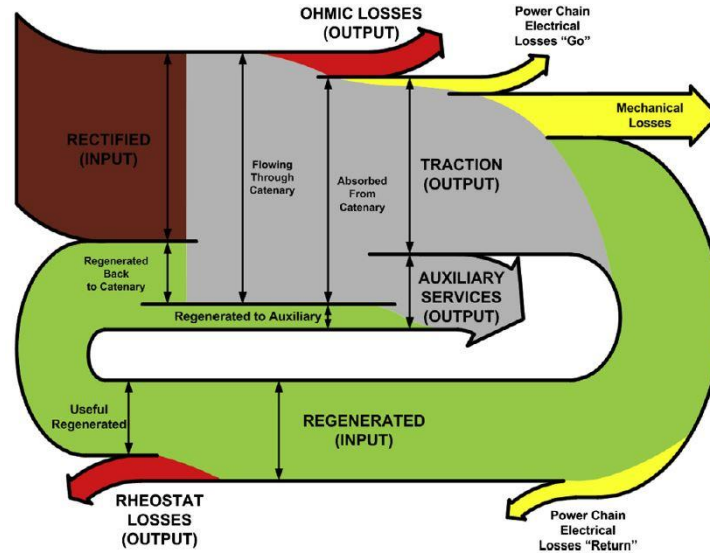 OHMIC LOSSES
(OUTPUT)
Power Chain
Electrical
Losses “Go”
RECTIFIED
(INPUT)
Flowing
Through
Catenary
Absorbed
From
Catenary
TRACTION
(OUTPUT)
Mechanical
Losses
Regenerated
Back
to Catenary
AUXILIARY
SERVICES
(OUTPUT)
Regenerated to Auxiliary
Useful
Regenerated
REGENERATED
(INPUT)
RHEOSTAT
LOSSES
(OUTPUT)
Power Chain
Electrical
Losses “Return”